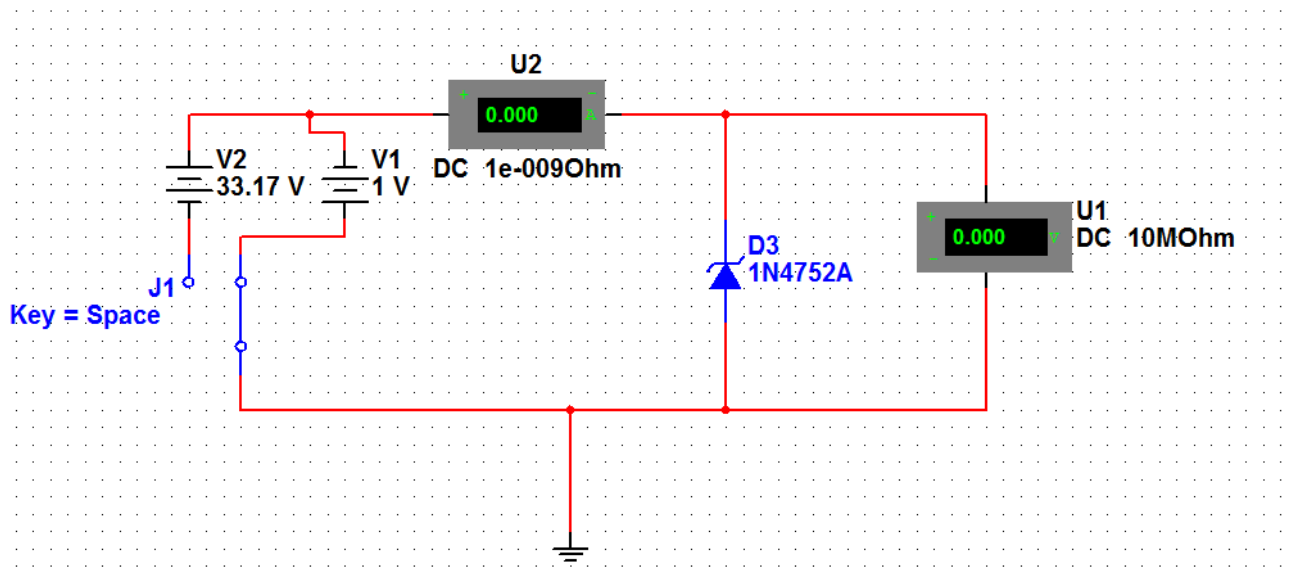 U2
+ -
0.000 A
DC 1e-009Ohm
V2
33.17 V
V1
1 V
J1
Key = Space
D3
1N4752A
U1
+
0.000 V
-
DC 10MOhm